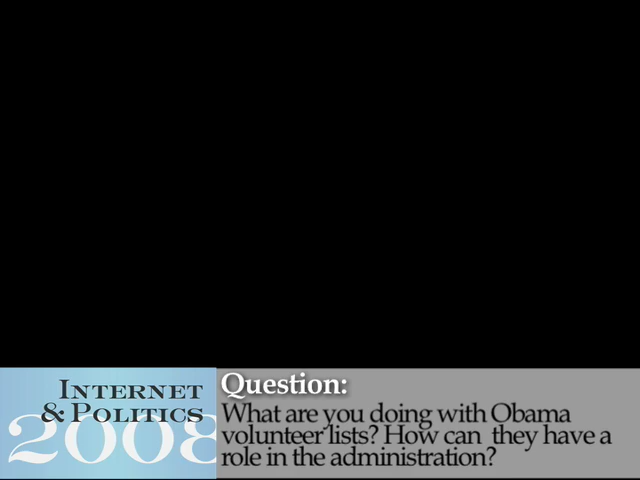 INTERNET
& POLITICS
2008
Question:
What are you doing with Obama
volunteer lists? How can they have a
role in the administration?